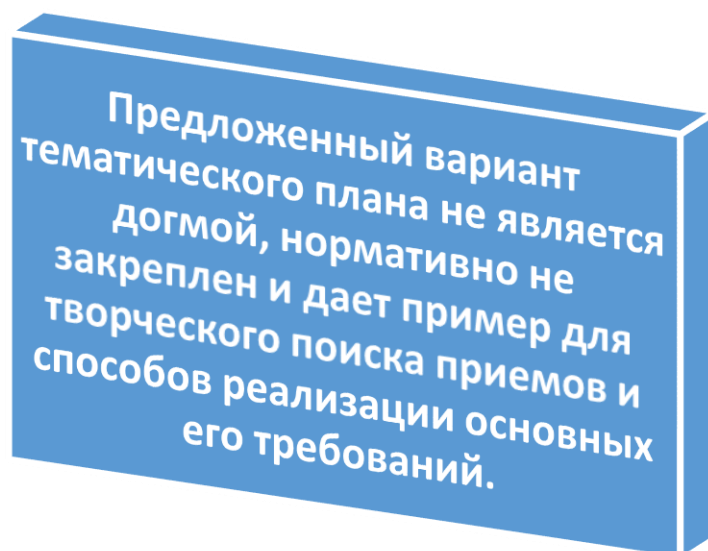 Предложенный вариант
тематического плана не является
догмой, нормативно не
закреплен и дает пример для
творческого поиска приемов и
способов реализации основных
его требований.